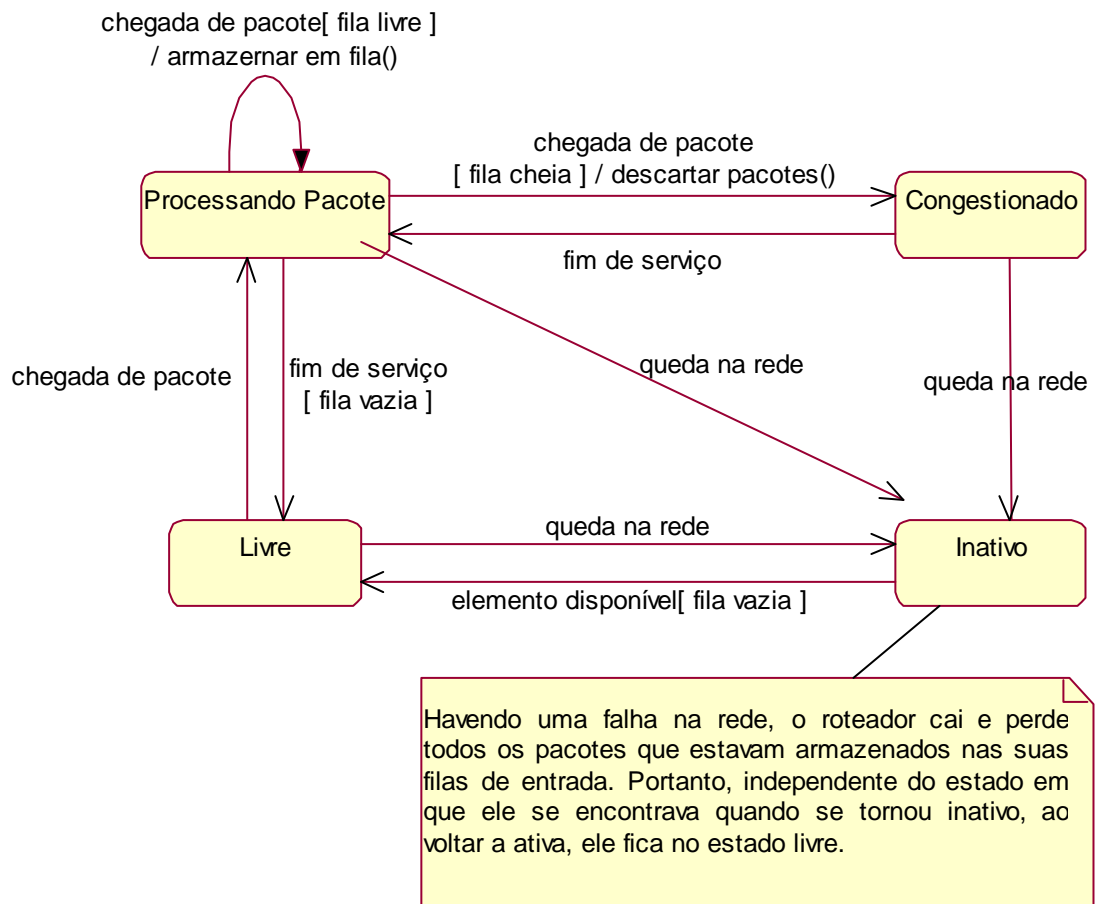 chegada de pacote[ fila livre ]
/ armazernar em fila()
chegada de pacote
[ fila cheia ] / descartar pacotes()
Processando Pacote
Congestionado
fim de serviço
queda na rede
chegada de pacote
fim de serviço
[ fila vazia ]
queda na rede
queda na rede
Livre
Inativo
elemento disponível[ fila vazia ]
Havendo uma falha na rede, o roteador cai e perde
todos os pacotes que estavam armazenados nas suas
filas de entrada. Portanto, independente do estado em
que ele se encontrava quando se tornou inativo, ao
voltar a ativa, ele fica no estado livre.